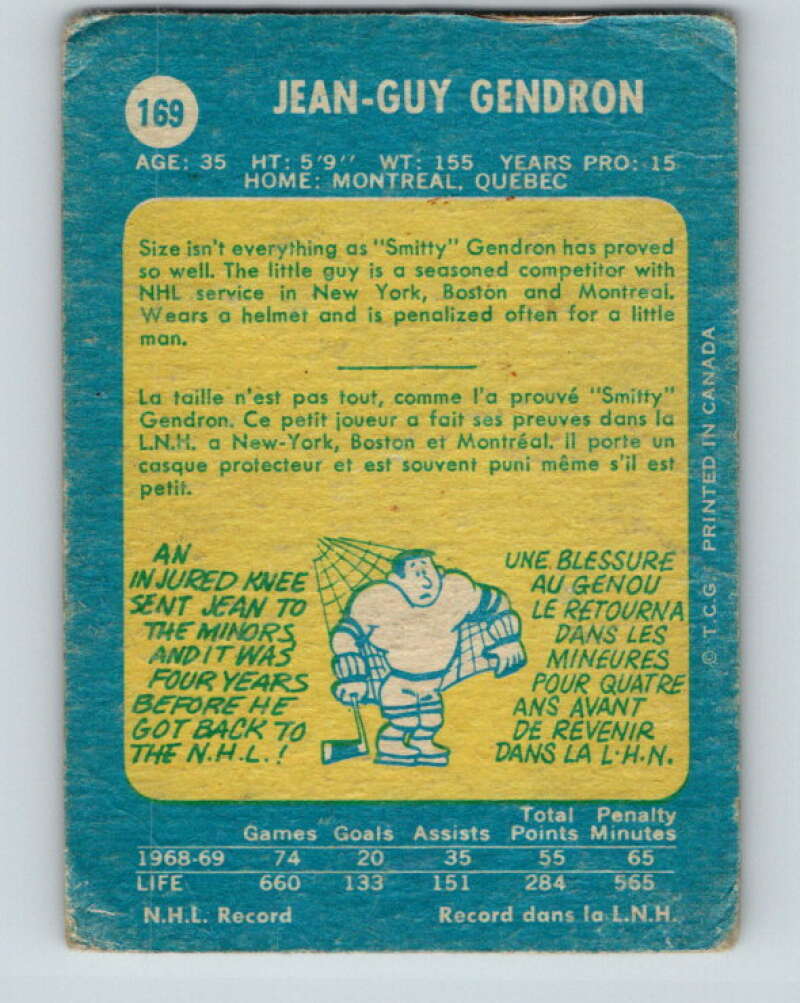 169
JEAN-GUY GENDRON
AGE: 35 HT: 5'9" WT: 155 YEARS PRO: 15
HOME: MONTREAL, QUEBEC
Size isn't everything as "Smitty" Gendron has proved
so well. The little guy is a seasoned competitor with
NHL service in New York, Boston and Montreal.
Wears a helmet and is penalized often for a little
man.
La taille n'est pas tout, comme l'a prouvé "Smitty"
Gendron. Ce petit joueur a fait ses preuves dans la
L.N.H. a New-York, Boston et Montréal. Il porte un
casque protecteur et est souvent puni même s'il est
petit.
AN
INJURED KNEE
SENT JEAN TO
THE MINORS
AND IT WAS
FOUR YEARS
BEFORE HE
GOT BACK TO
THE N.H.L.!
UNE BLESSURE
AU GENOU
LE RETOURNA
DANS LES
MINEURES
POUR QUATRE
ANS AVANT
DE REVENIR
DANS LA L.H.N.
© T.C.G. PRINTED IN CANADA
Total Penalty
Games Goals Assists Points Minutes
1968-69 74 20 35 55 65
LIFE 660 133 151 284 565
N.H.L. Record Record dans la L.N.H.